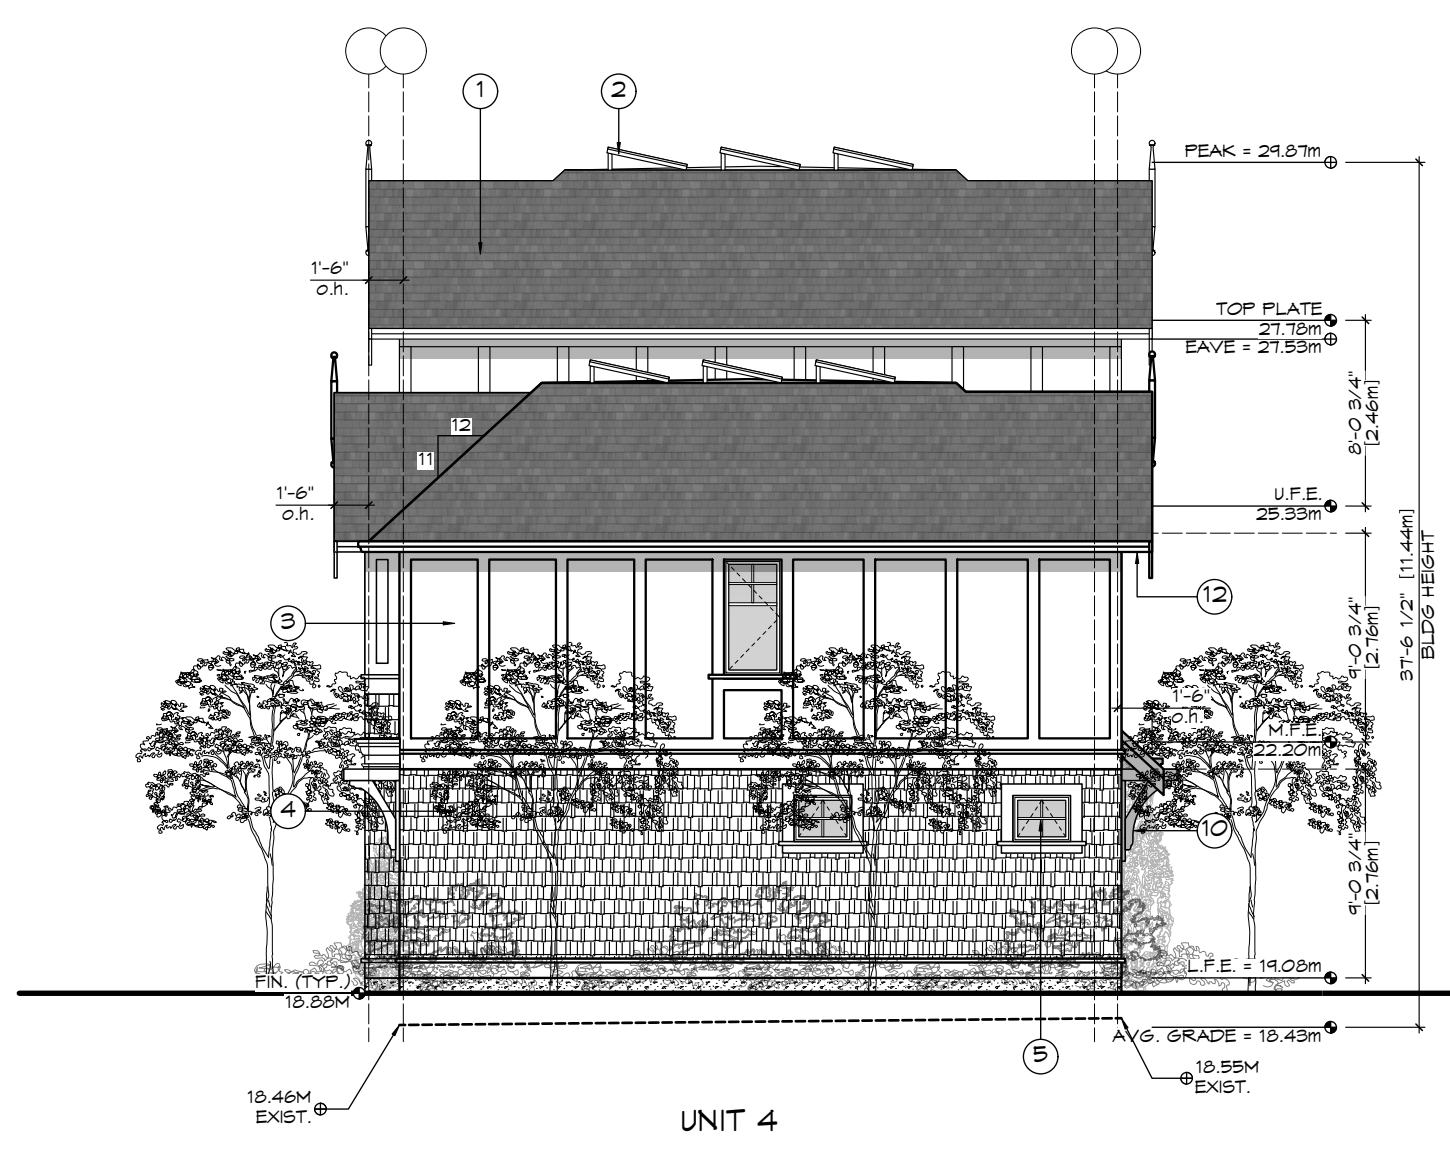 1
2
PEAK = 29.87m
1'-6"
o.h.
TOP PLATE
27.78m
EAVE = 27.53m
8'-0 3/4"
[2.46m]
12
11
1'-6"
o.h.
U.F.E.
25.33m
37'-6 1/2" [11.44m]
BLDG HEIGHT
12
3
9'-0 3/4"
[2.76m]
1'-6"
o.h.
M.F.E.
22.20m
4
10
9'-0 3/4"
[2.76m]
L.F.E. = 19.08m
FIN. (TYP.)
18.88M
AVG. GRADE = 18.43m
5
18.55M
EXIST.
18.46M
EXIST.
UNIT 4